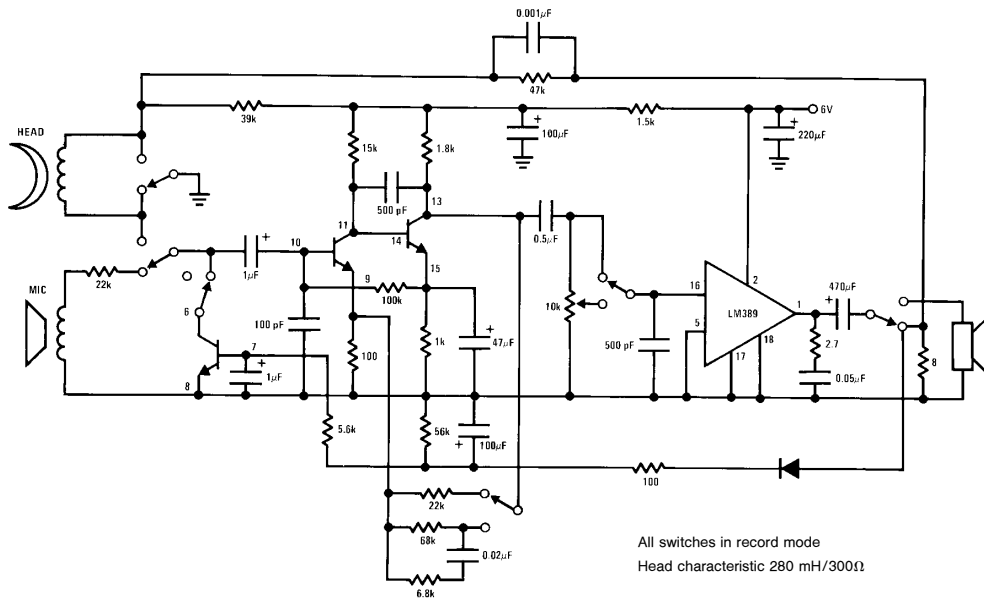 0.001μF
47k
39k
1.5k
6V
HEAD
+
100μF
+
220μF
15k
1.8k
500 pF
13
11
10
14
0.5μF
+
1μF
22k
MIC
9
15
100k
10k
16
2
LM389
1
470μF
+
6
5
17
18
100 pF
100
1k
+
47μF
500 pF
2.7
8
0.05μF
7
8
+
1μF
5.6k
56k
+
100μF
100
22k
68k
0.02μF
6.8k
All switches in record mode
Head characteristic 280 mH/300Ω